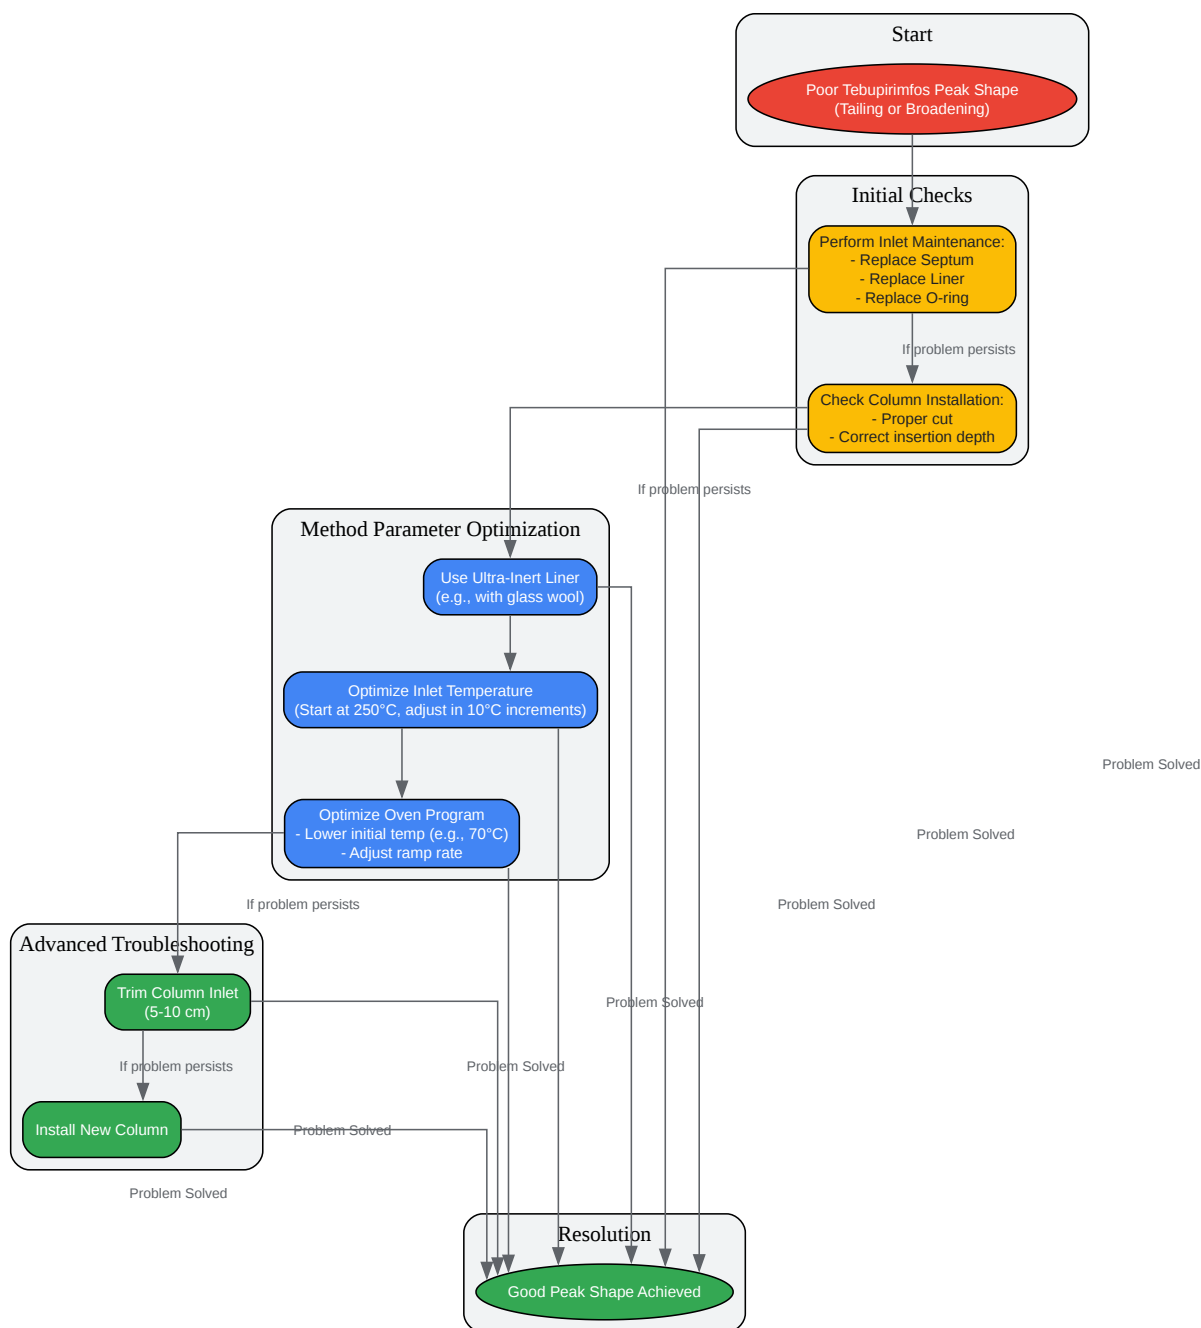 Start
Poor Tebupirimfos Peak Shape
(Tailing or Broadening)
Initial Checks
Perform Inlet Maintenance:
- Replace Septum
- Replace Liner
- Replace O-ring
If problem persists
Check Column Installation:
- Proper cut
- Correct insertion depth
If problem persists
Method Parameter Optimization
Use Ultra-Inert Liner
(e.g., with glass wool)
Optimize Inlet Temperature
(Start at 250°C, adjust in 10°C increments)
Problem Solved
Optimize Oven Program
- Lower initial temp (e.g., 70°C)
- Adjust ramp rate
Problem Solved
If problem persists
Problem Solved
Advanced Troubleshooting
Trim Column Inlet
(5-10 cm)
Problem Solved
If problem persists
Problem Solved
Install New Column
Problem Solved
Problem Solved
Resolution
Good Peak Shape Achieved